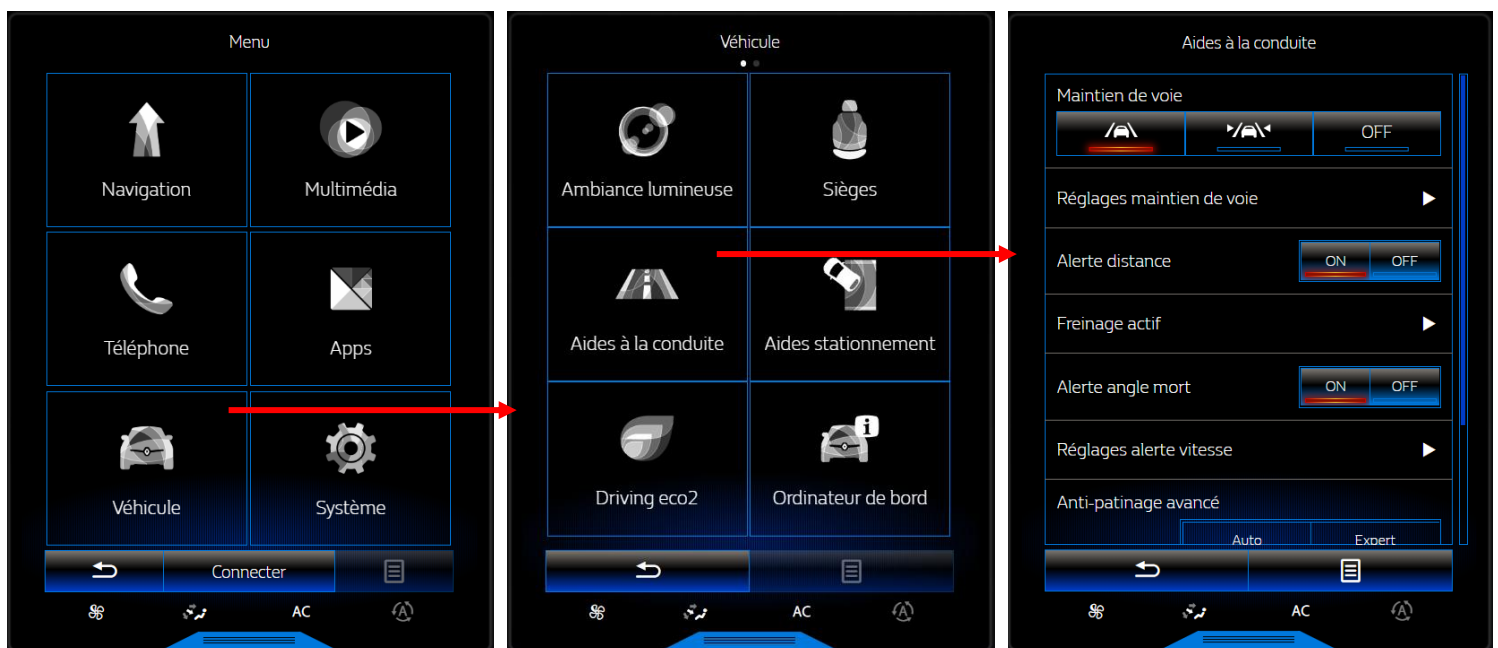 Menu
Navigation
Multimédia
Téléphone
Apps
Véhicule
Système
Connecter
AC
A
Véhicule
Ambiance lumineuse
Sièges
Aides à la conduite
Aides stationnement
Driving eco2
Ordinateur de bord
AC
A
Aides à la conduite
Maintien de voie
OFF
Réglages maintien de voie
Alerte distance
ON OFF
Freinage actif
Alerte angle mort
ON OFF
Réglages alerte vitesse
Anti-patinage avancé
Auto Expert
AC
A